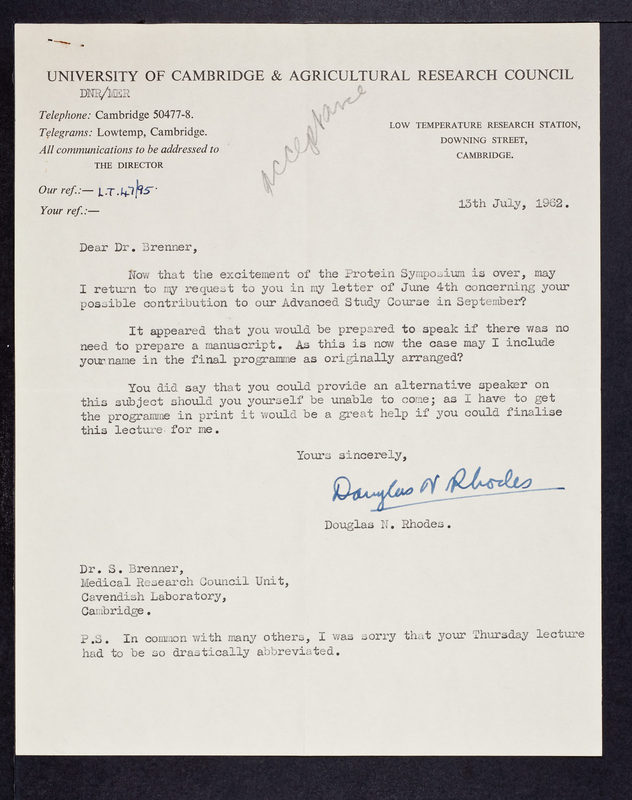 UNIVERSITY OF CAMBRIDGE & AGRICULTURAL RESEARCH COUNCIL
DNR/MER
Telephone: Cambridge 50477-8.
Telegrams: Lowtemp, Cambridge.
All communications to be addressed to
THE DIRECTOR
Our ref.:— L.T.47/95.
Your ref.:—
acceptance
LOW TEMPERATURE RESEARCH STATION,
DOWNING STREET,
CAMBRIDGE.
13th July, 1962.
Dear Dr. Brenner,
Now that the excitement of the Protein Symposium is over, may
I return to my request to you in my letter of June 4th concerning your
possible contribution to our Advanced Study Course in September?
It appeared that you would be prepared to speak if there was no
need to prepare a manuscript. As this is now the case may I include
your name in the final programme as originally arranged?
You did say that you could provide an alternative speaker on
this subject should you yourself be unable to come; as I have to get
the programme in print it would be a great help if you could finalise
this lecture for me.
Yours sincerely,
Douglas N Rhodes
Douglas N. Rhodes.
Dr. S. Brenner,
Medical Research Council Unit,
Cavendish Laboratory,
Cambridge.
P.S. In common with many others, I was sorry that your Thursday lecture
had to be so drastically abbreviated.